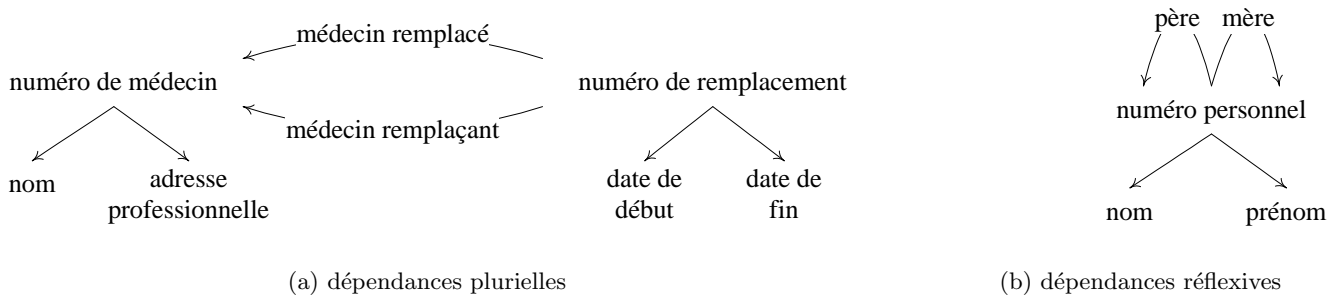 père mère
médecin remplacé
numéro de médecin
numéro de remplacement
numéro personnel
médecin remplaçant
nom
adresse
professionnelle
date de
début
date de
fin
nom
prénom
(a) dépendances plurielles
(b) dépendances réflexives